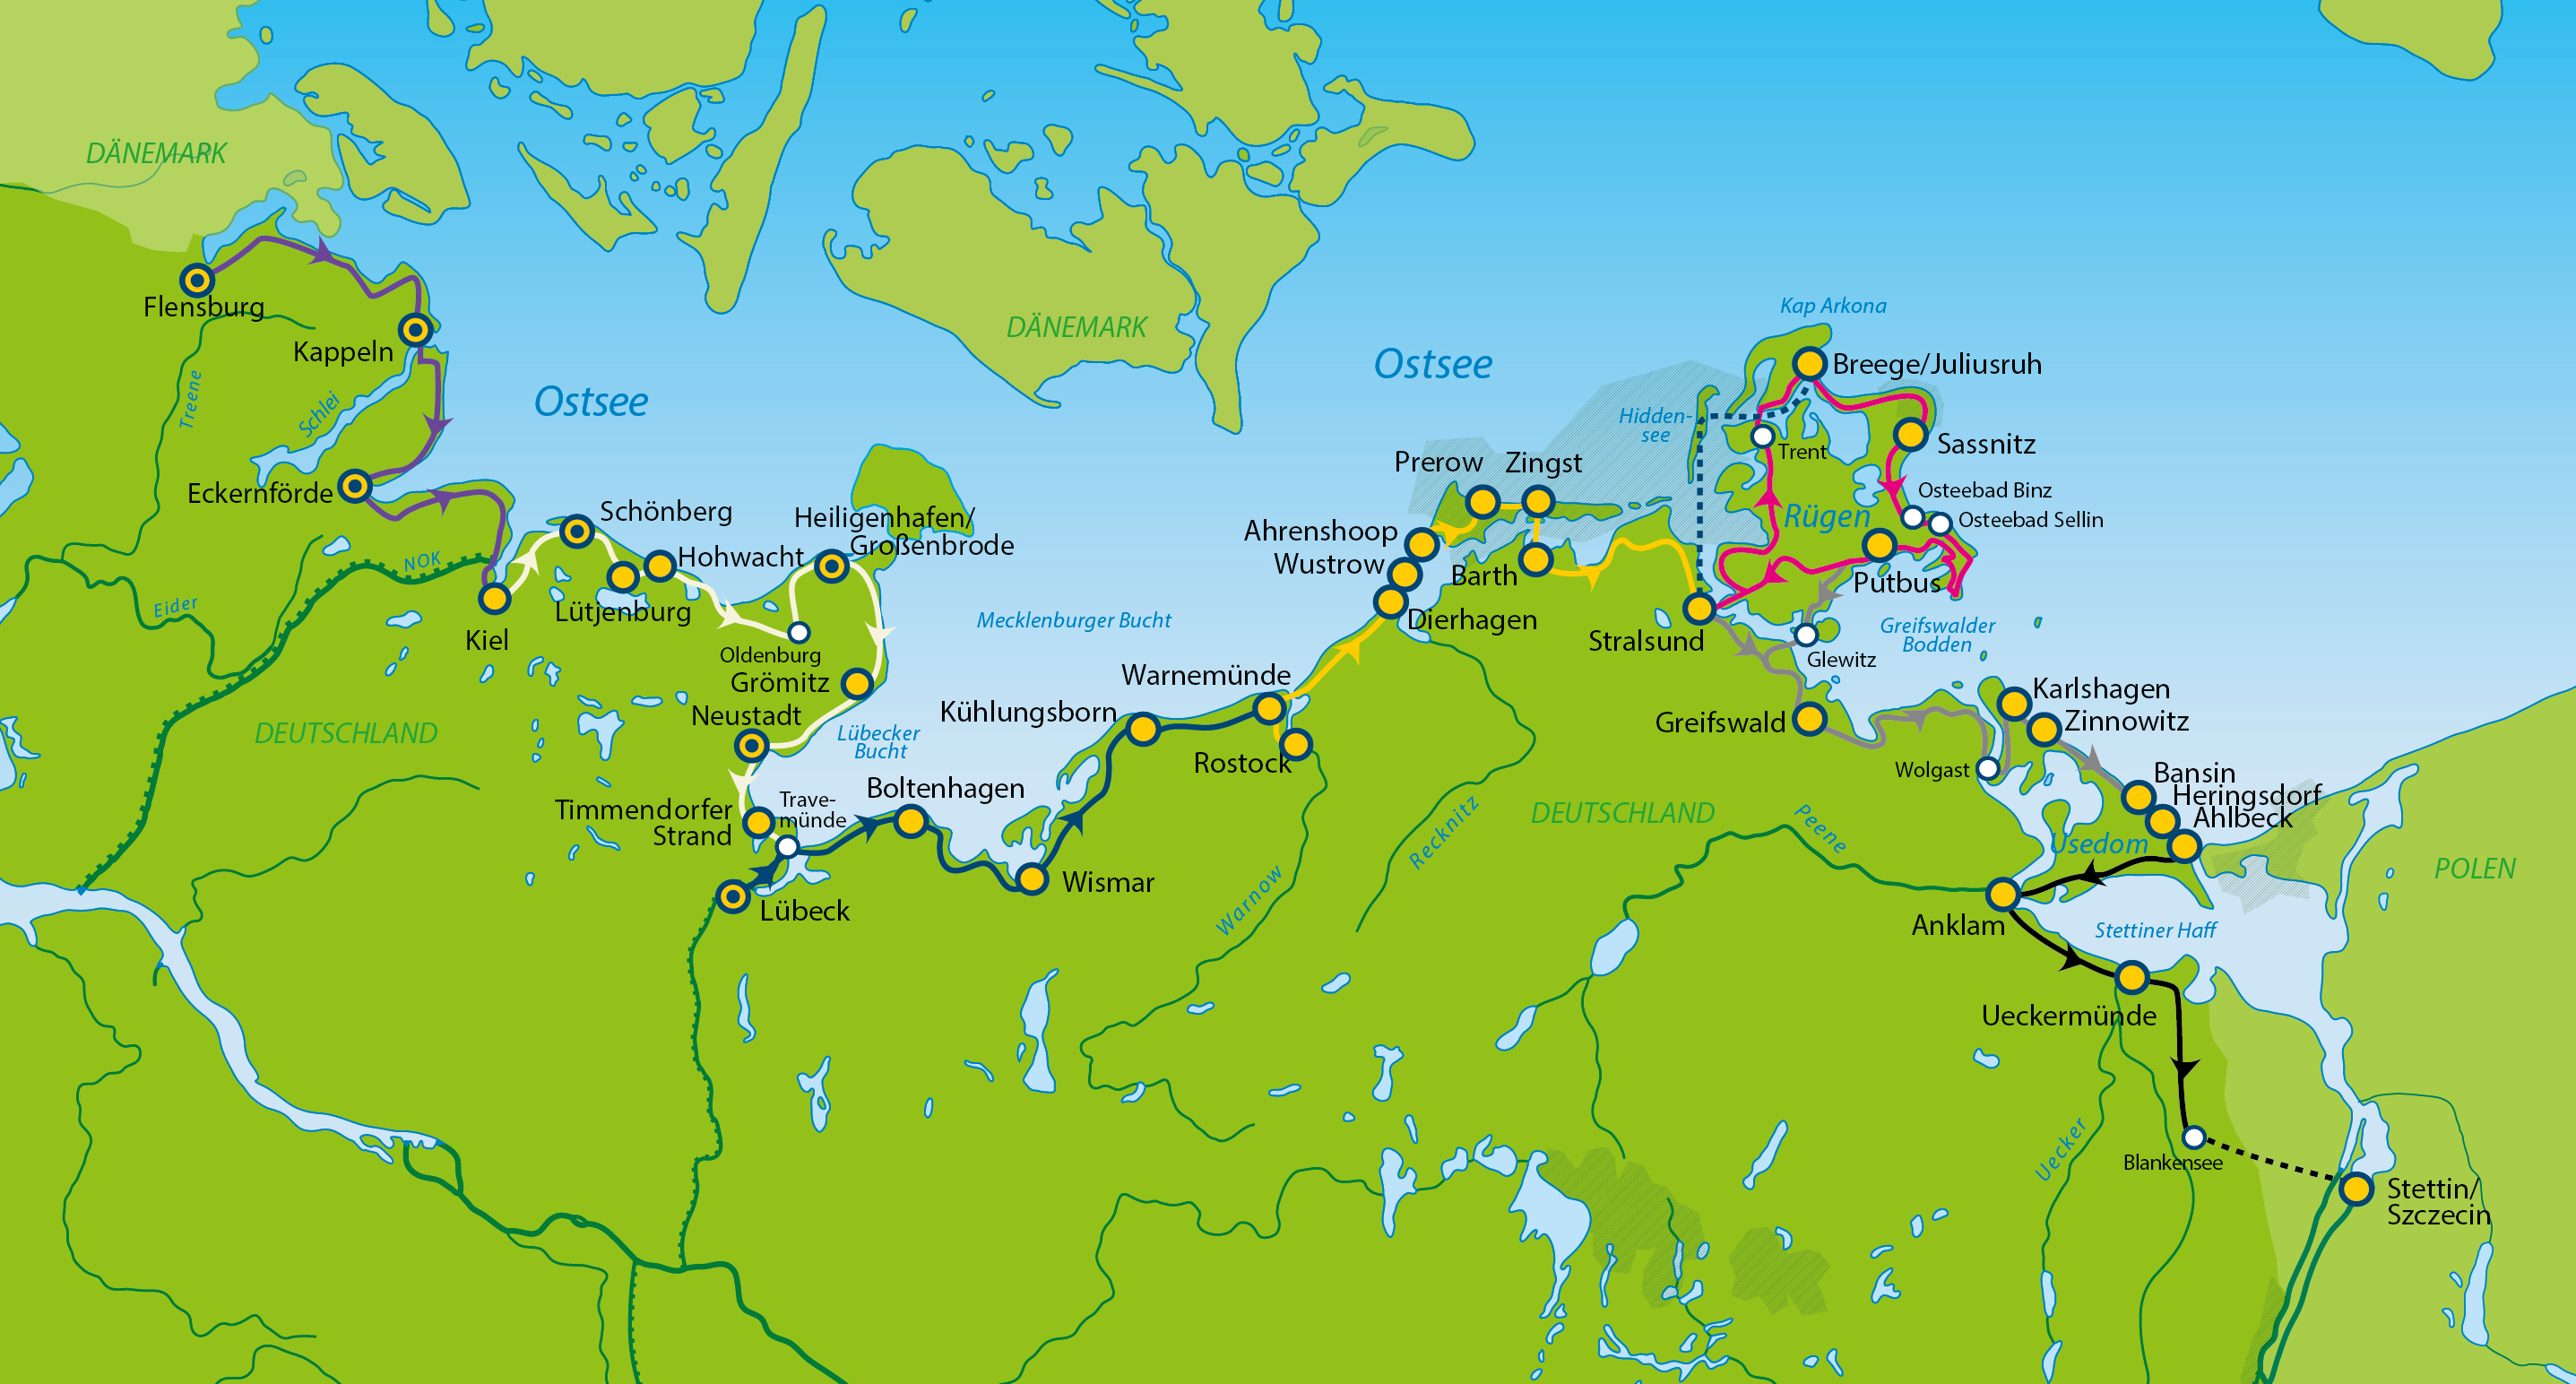 DÄNEMARK
Flensburg
Kappeln
Treene
Schlei
Eckernförde
NOK
Eider
Kiel
DEUTSCHLAND
Ostsee
Schönberg
Lütjenburg
Hohwacht
Heiligenhafen/
Großenbrode
Oldenburg
Grömitz
Neustadt
Lübecker
Bucht
Timmendorfer
Strand
Trave-
münde
Lübeck
Boltenhagen
Wismar
DÄNEMARK
Mecklenburger Bucht
Kühlungsborn
Warnemünde
Rostock
Warnow
Recknitz
Ostsee
Prerow
Zingst
Ahrenshoop
Wustrow
Dierhagen
Barth
Stralsund
Hidden-
see
Kap Arkona
Breege/Juliusruh
Trent
Sassnitz
Osteebad Binz
Osteebad Sellin
Rügen
Putbus
Greifswalder
Bodden
Glewitz
Greifswald
Karlshagen
Zinnowitz
Wolgast
Bansin
Heringsdorf
Ahlbeck
Usedom
DEUTSCHLAND
Peene
Anklam
Stettiner Haff
Ueckermünde
Uecker
Blankensee
Stettin/
Szczecin
POLEN